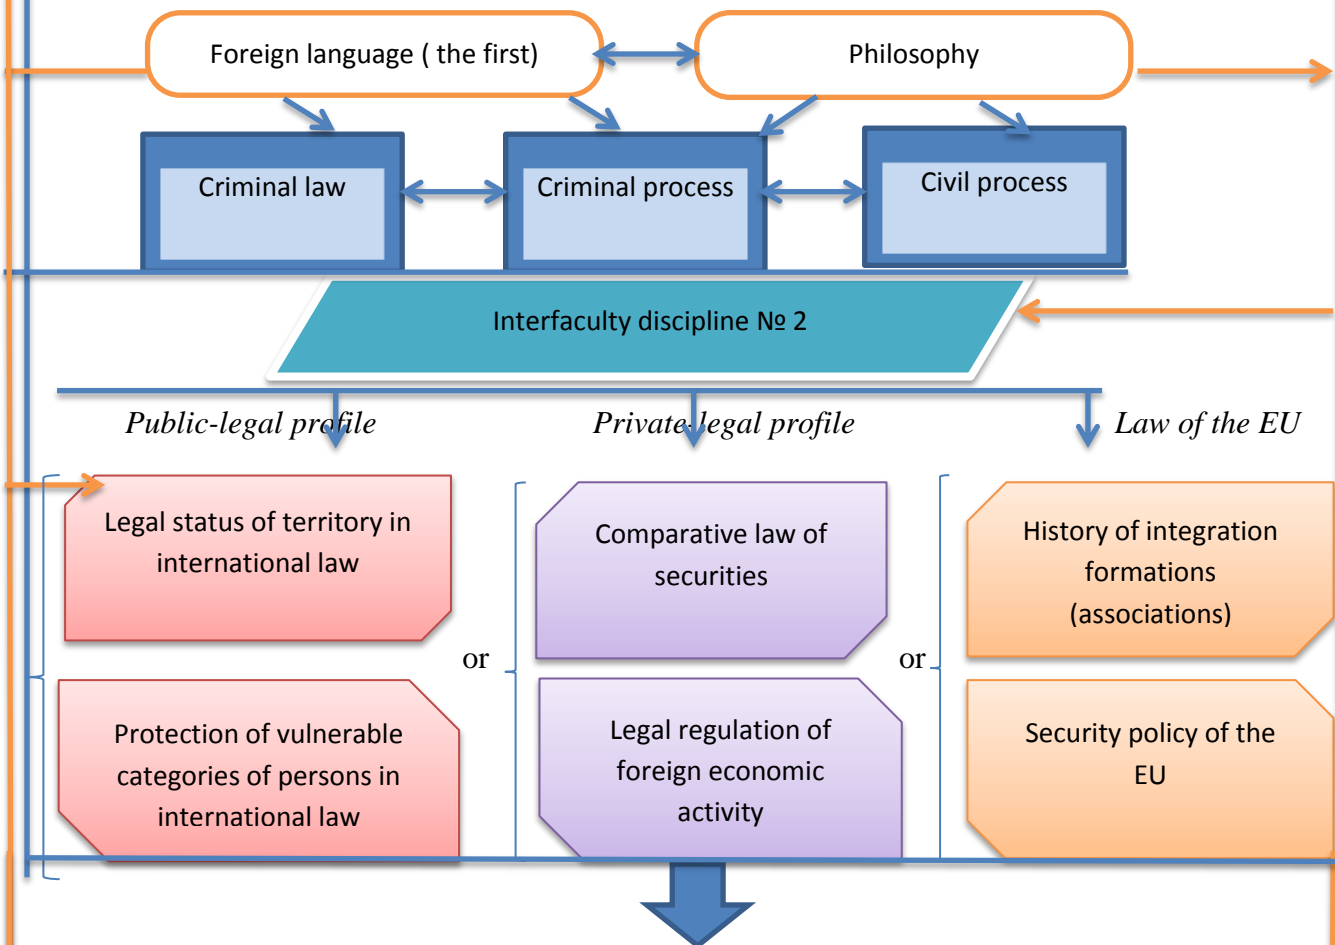 Foreign language ( the first)
Philosophy
Criminal law
Criminal process
Civil process
Interfaculty discipline № 2
Public-legal profile
Private-legal profile
Law of the EU
Legal status of territory in
international law
Comparative law of
securities
History of integration
formations
(associations)
or
or
Protection of vulnerable
categories of persons in
international law
Legal regulation of
foreign economic
activity
Security policy of the
EU